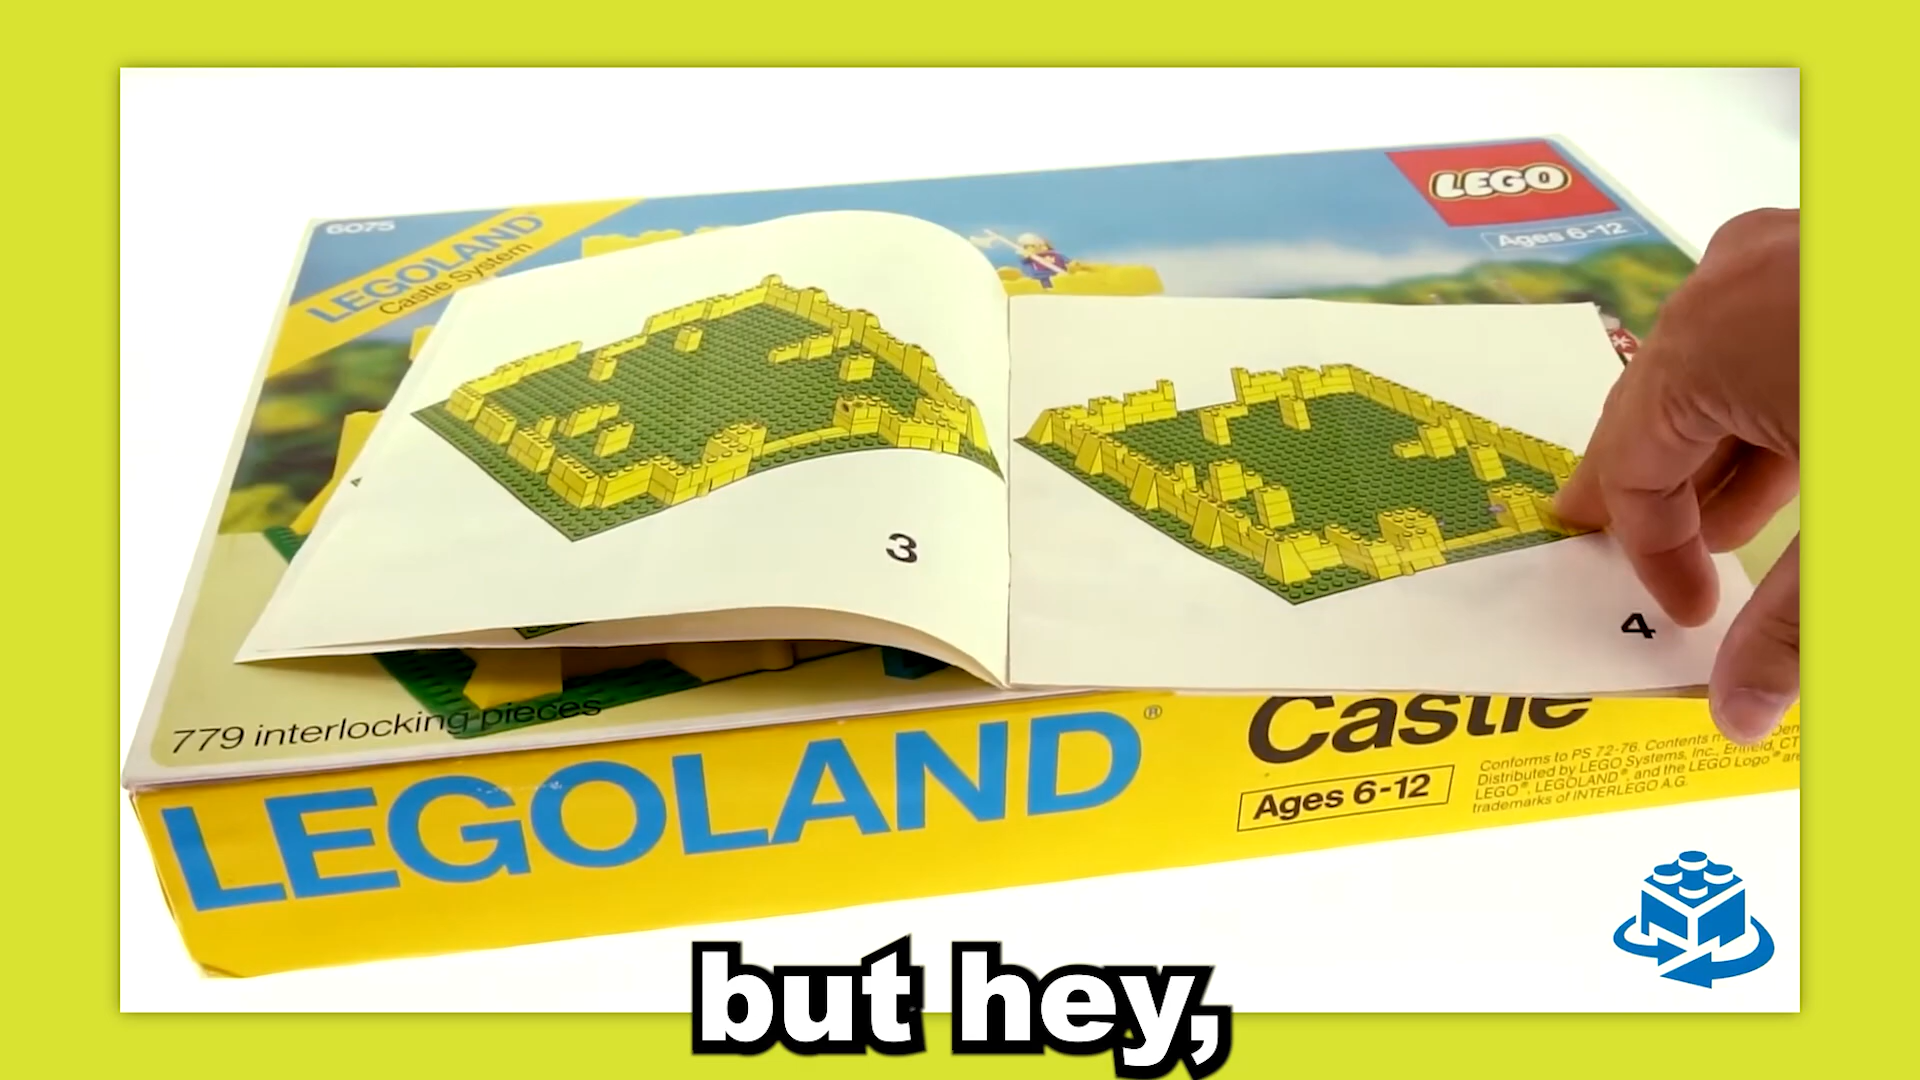 6075
LEGOLAND®
Castle System
LEGO
Ages 6-12
3
4
779 interlocking pieces
LEGOLAND®
Castle
Ages 6-12
Conforms to PS 72-76. Contents
Distributed by LEGO Systems, Inc., Enfield, CT
LEGO®, LEGOLAND®, and the LEGO Logo® are
trademarks of INTERLEGO A.G.
but hey,